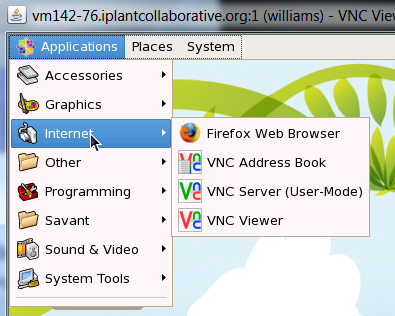 vm142-76.iplantcollaborative.org:1 (williams) - VNC View
Applications Places System
Accessories
Graphics
Internet
Other
Programming
Savant
Sound & Video
System Tools
Firefox Web Browser
VNC Address Book
VNC Server (User-Mode)
VNC Viewer